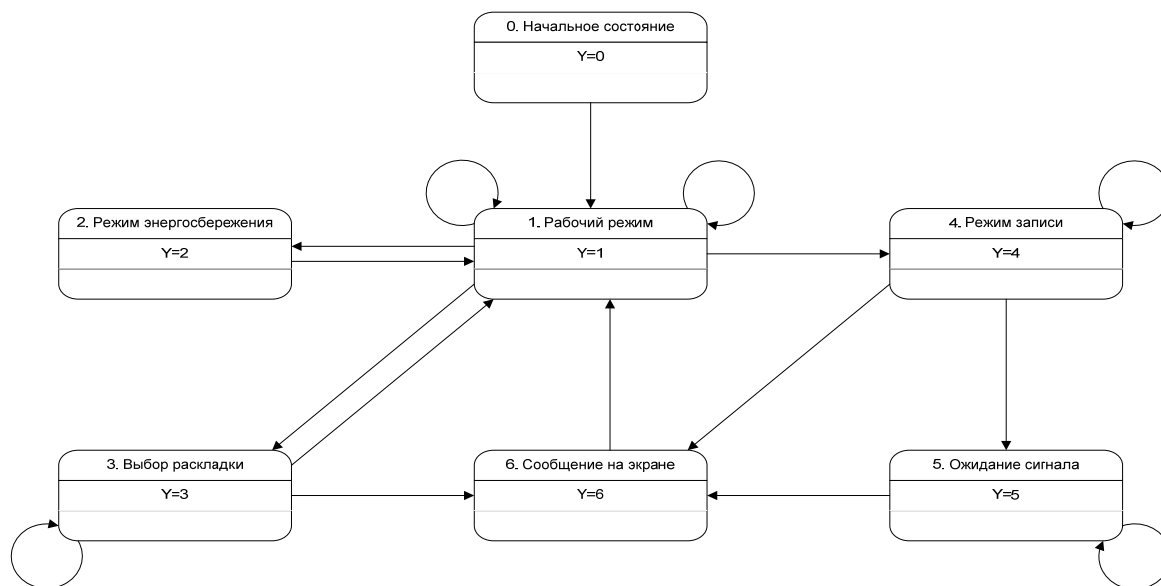 0. Начальное состояние
Y=0
2. Режим энергосбережения
Y=2
1. Рабочий режим
Y=1
4. Режим записи
Y=4
3. Выбор раскладки
Y=3
6. Сообщение на экране
Y=6
5. Ожидание сигнала
Y=5